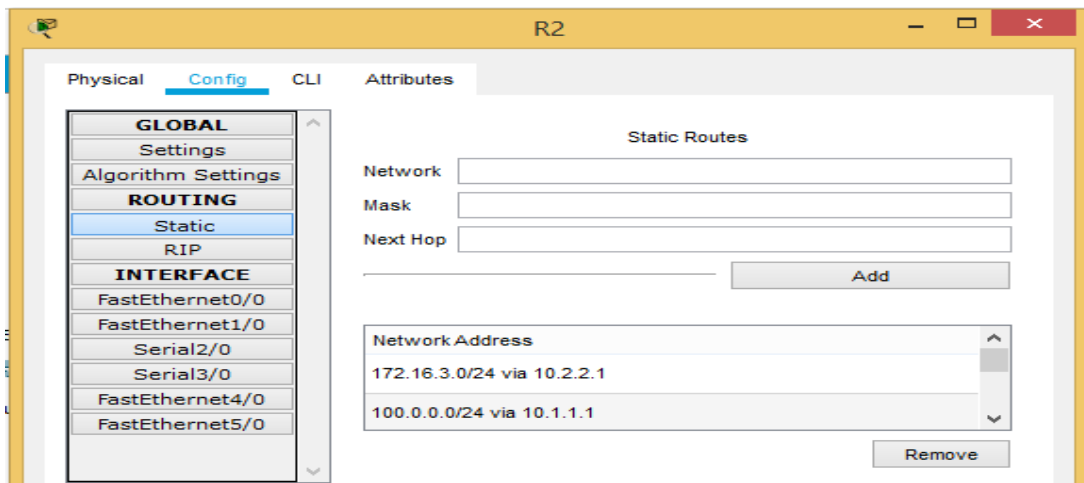 R2
Physical Config CLI Attributes
GLOBAL
Settings
Algorithm Settings
ROUTING
Static
RIP
INTERFACE
FastEthernet0/0
FastEthernet1/0
Serial2/0
Serial3/0
FastEthernet4/0
FastEthernet5/0
Static Routes
Network
Mask
Next Hop
Add
Network Address
172.16.3.0/24 via 10.2.2.1
100.0.0.0/24 via 10.1.1.1
Remove